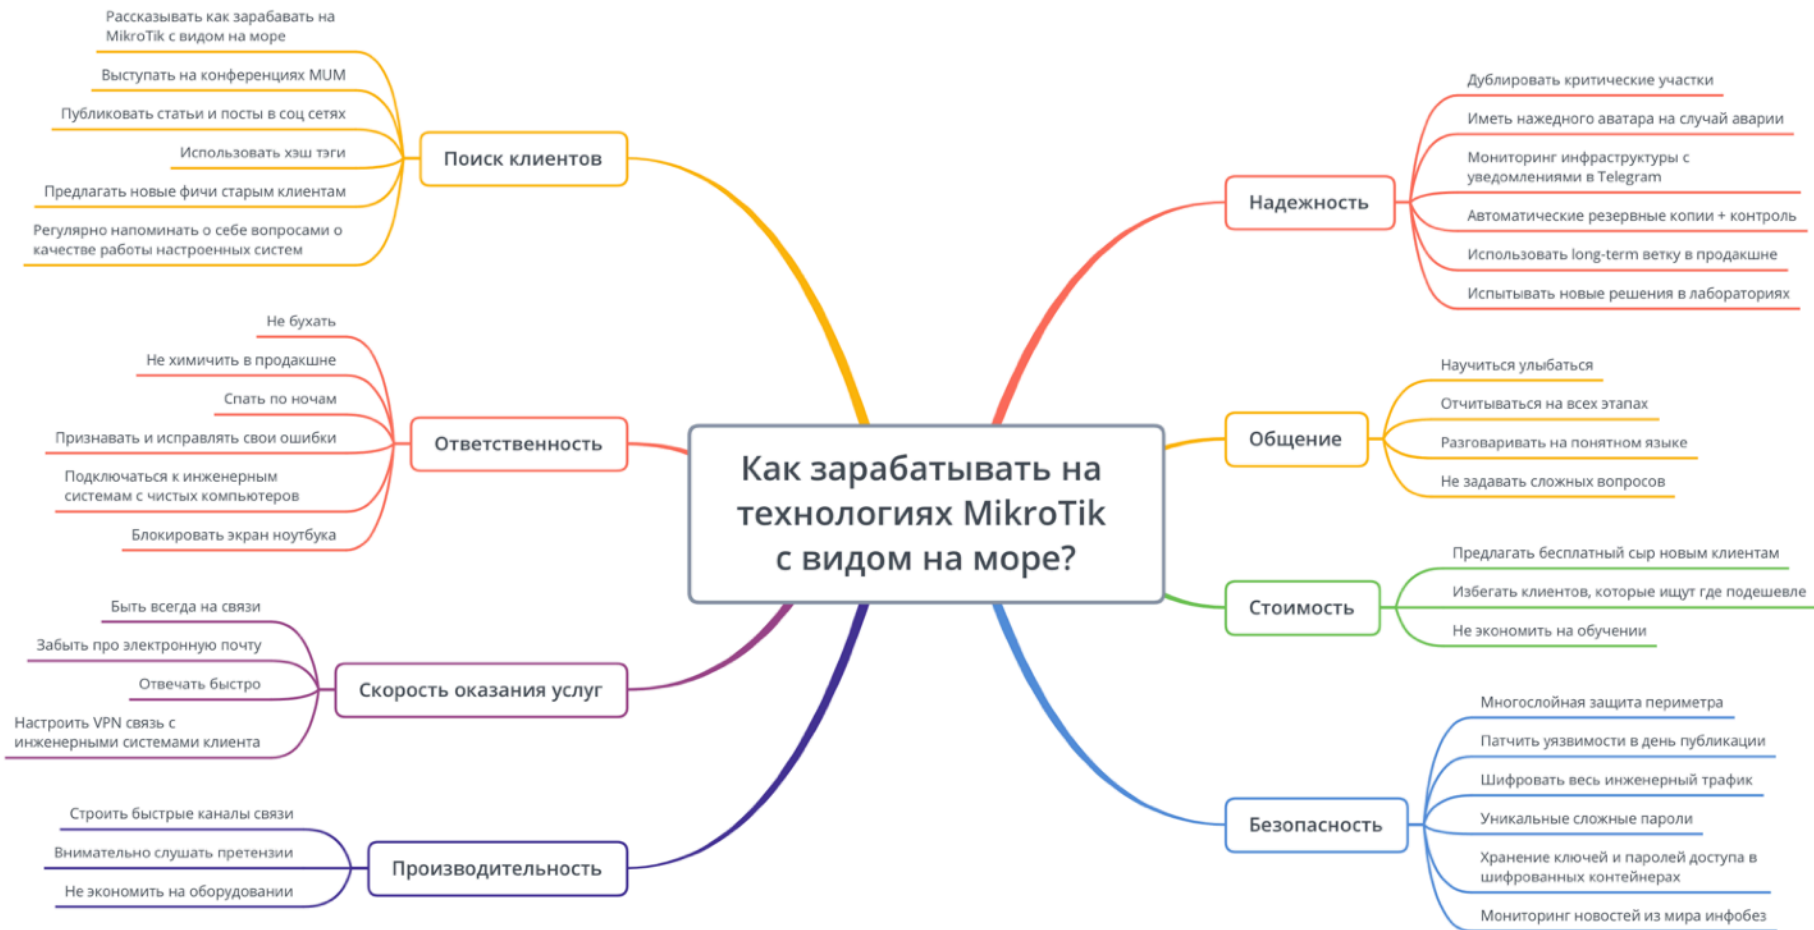 Рассказывать как зарабавать на
MikroTik с видом на море
Выступать на конференциях MUM
Публиковать статьи и посты в соц сетях
Использовать хэш тэги
Предлагать новые фичи старым клиентам
Регулярно напоминать о себе вопросами о
качестве работы настроенных систем
Поиск клиентов
Не бухать
Не химичить в продакшне
Спать по ночам
Признавать и исправлять свои ошибки
Подключаться к инженерным
системам с чистых компьютеров
Блокировать экран ноутбука
Ответственность
Быть всегда на связи
Забыть про электронную почту
Отвечать быстро
Настроить VPN связь с
инженерными системами клиента
Скорость оказания услуг
Строить быстрые каналы связи
Внимательно слушать претензии
Не экономить на оборудовании
Производительность
Как зарабатывать на
технологиях MikroTik
с видом на море?
Надежность
Дублировать критические участки
Иметь нажедного аватара на случай аварии
Мониторинг инфраструктуры с
уведомлениями в Telegram
Автоматические резервные копии + контроль
Использовать long-term ветку в продакшне
Испытывать новые решения в лабораториях
Общение
Научиться улыбаться
Отчитываться на всех этапах
Разговаривать на понятном языке
Не задавать сложных вопросов
Стоимость
Предлагать бесплатный сыр новым клиентам
Избегать клиентов, которые ищут где подешевле
Не экономить на обучении
Безопасность
Многослойная защита периметра
Патчить уязвимости в день публикации
Шифровать весь инженерный трафик
Уникальные сложные пароли
Хранение ключей и паролей доступа в
шифрованных контейнерах
Мониторинг новостей из мира инфобез